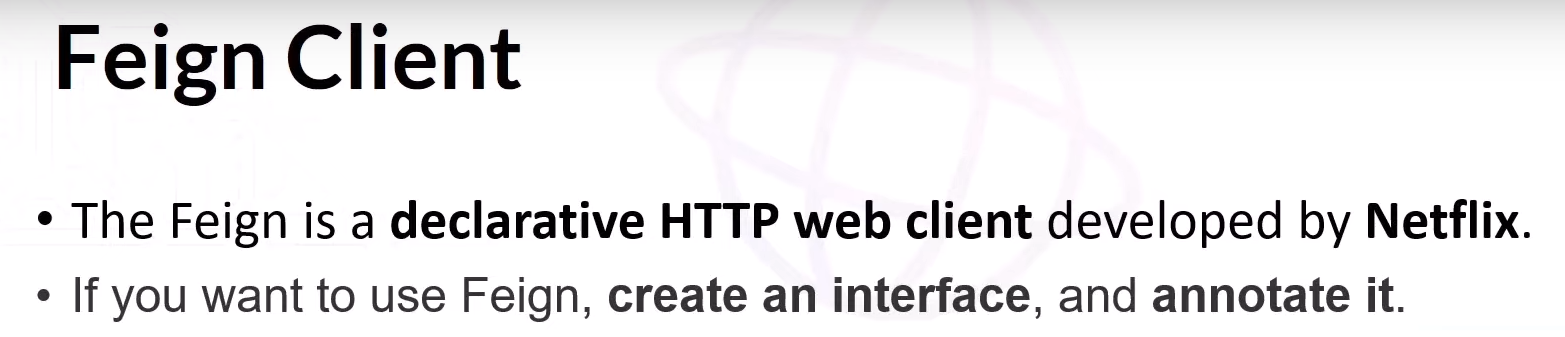 Feign Client
• The Feign is a declarative HTTP web client developed by Netflix.
• If you want to use Feign, create an interface, and annotate it.